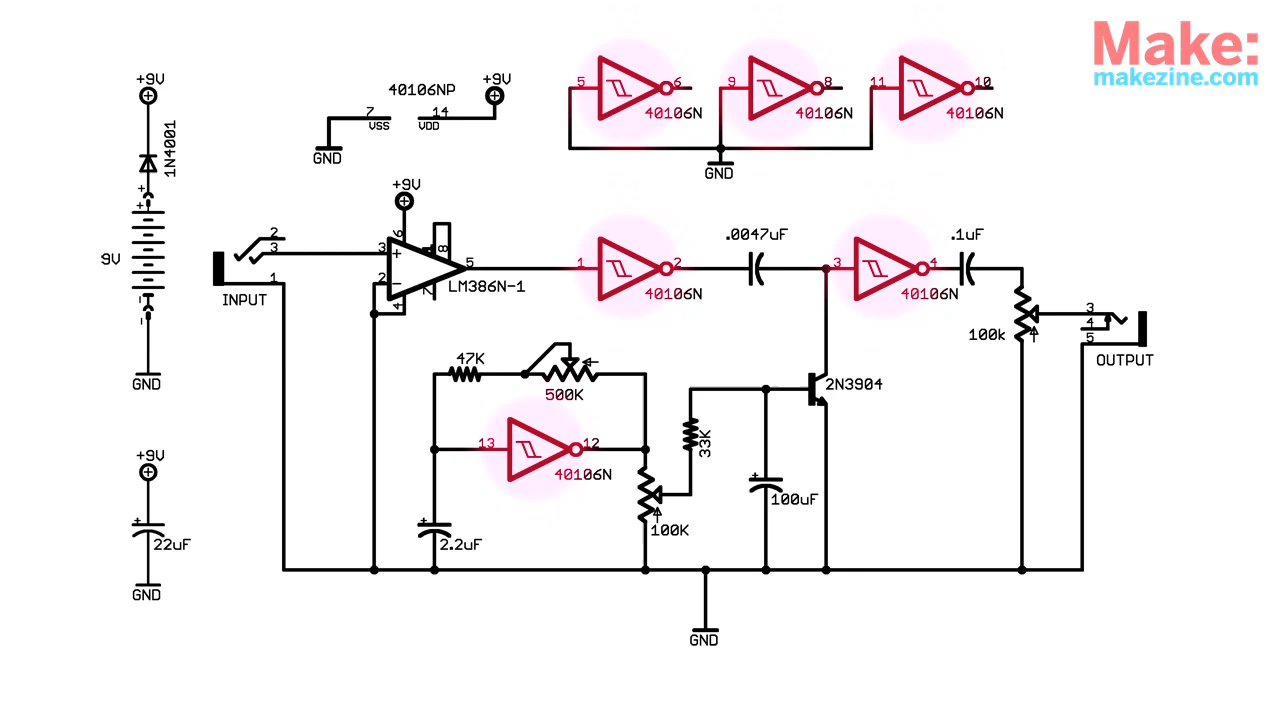 Make:
makezine.com
+9V
1N4001
+
+
9V
-
-
GND
+9V
+
22uF
GND
40106NP
+9V
7
VSS
14
VDD
GND
5
6
40106N
9
8
40106N
11
10
40106N
GND
2
3
1
INPUT
+9V
6
3
+
2
-
1
8
5
7
4
LM386N-1
1
2
40106N
.0047uF
3
4
40106N
.1uF
100k
3
4
5
OUTPUT
47K
500K
13
12
40106N
+
2.2uF
100K
33K
2N3904
+
100uF
GND